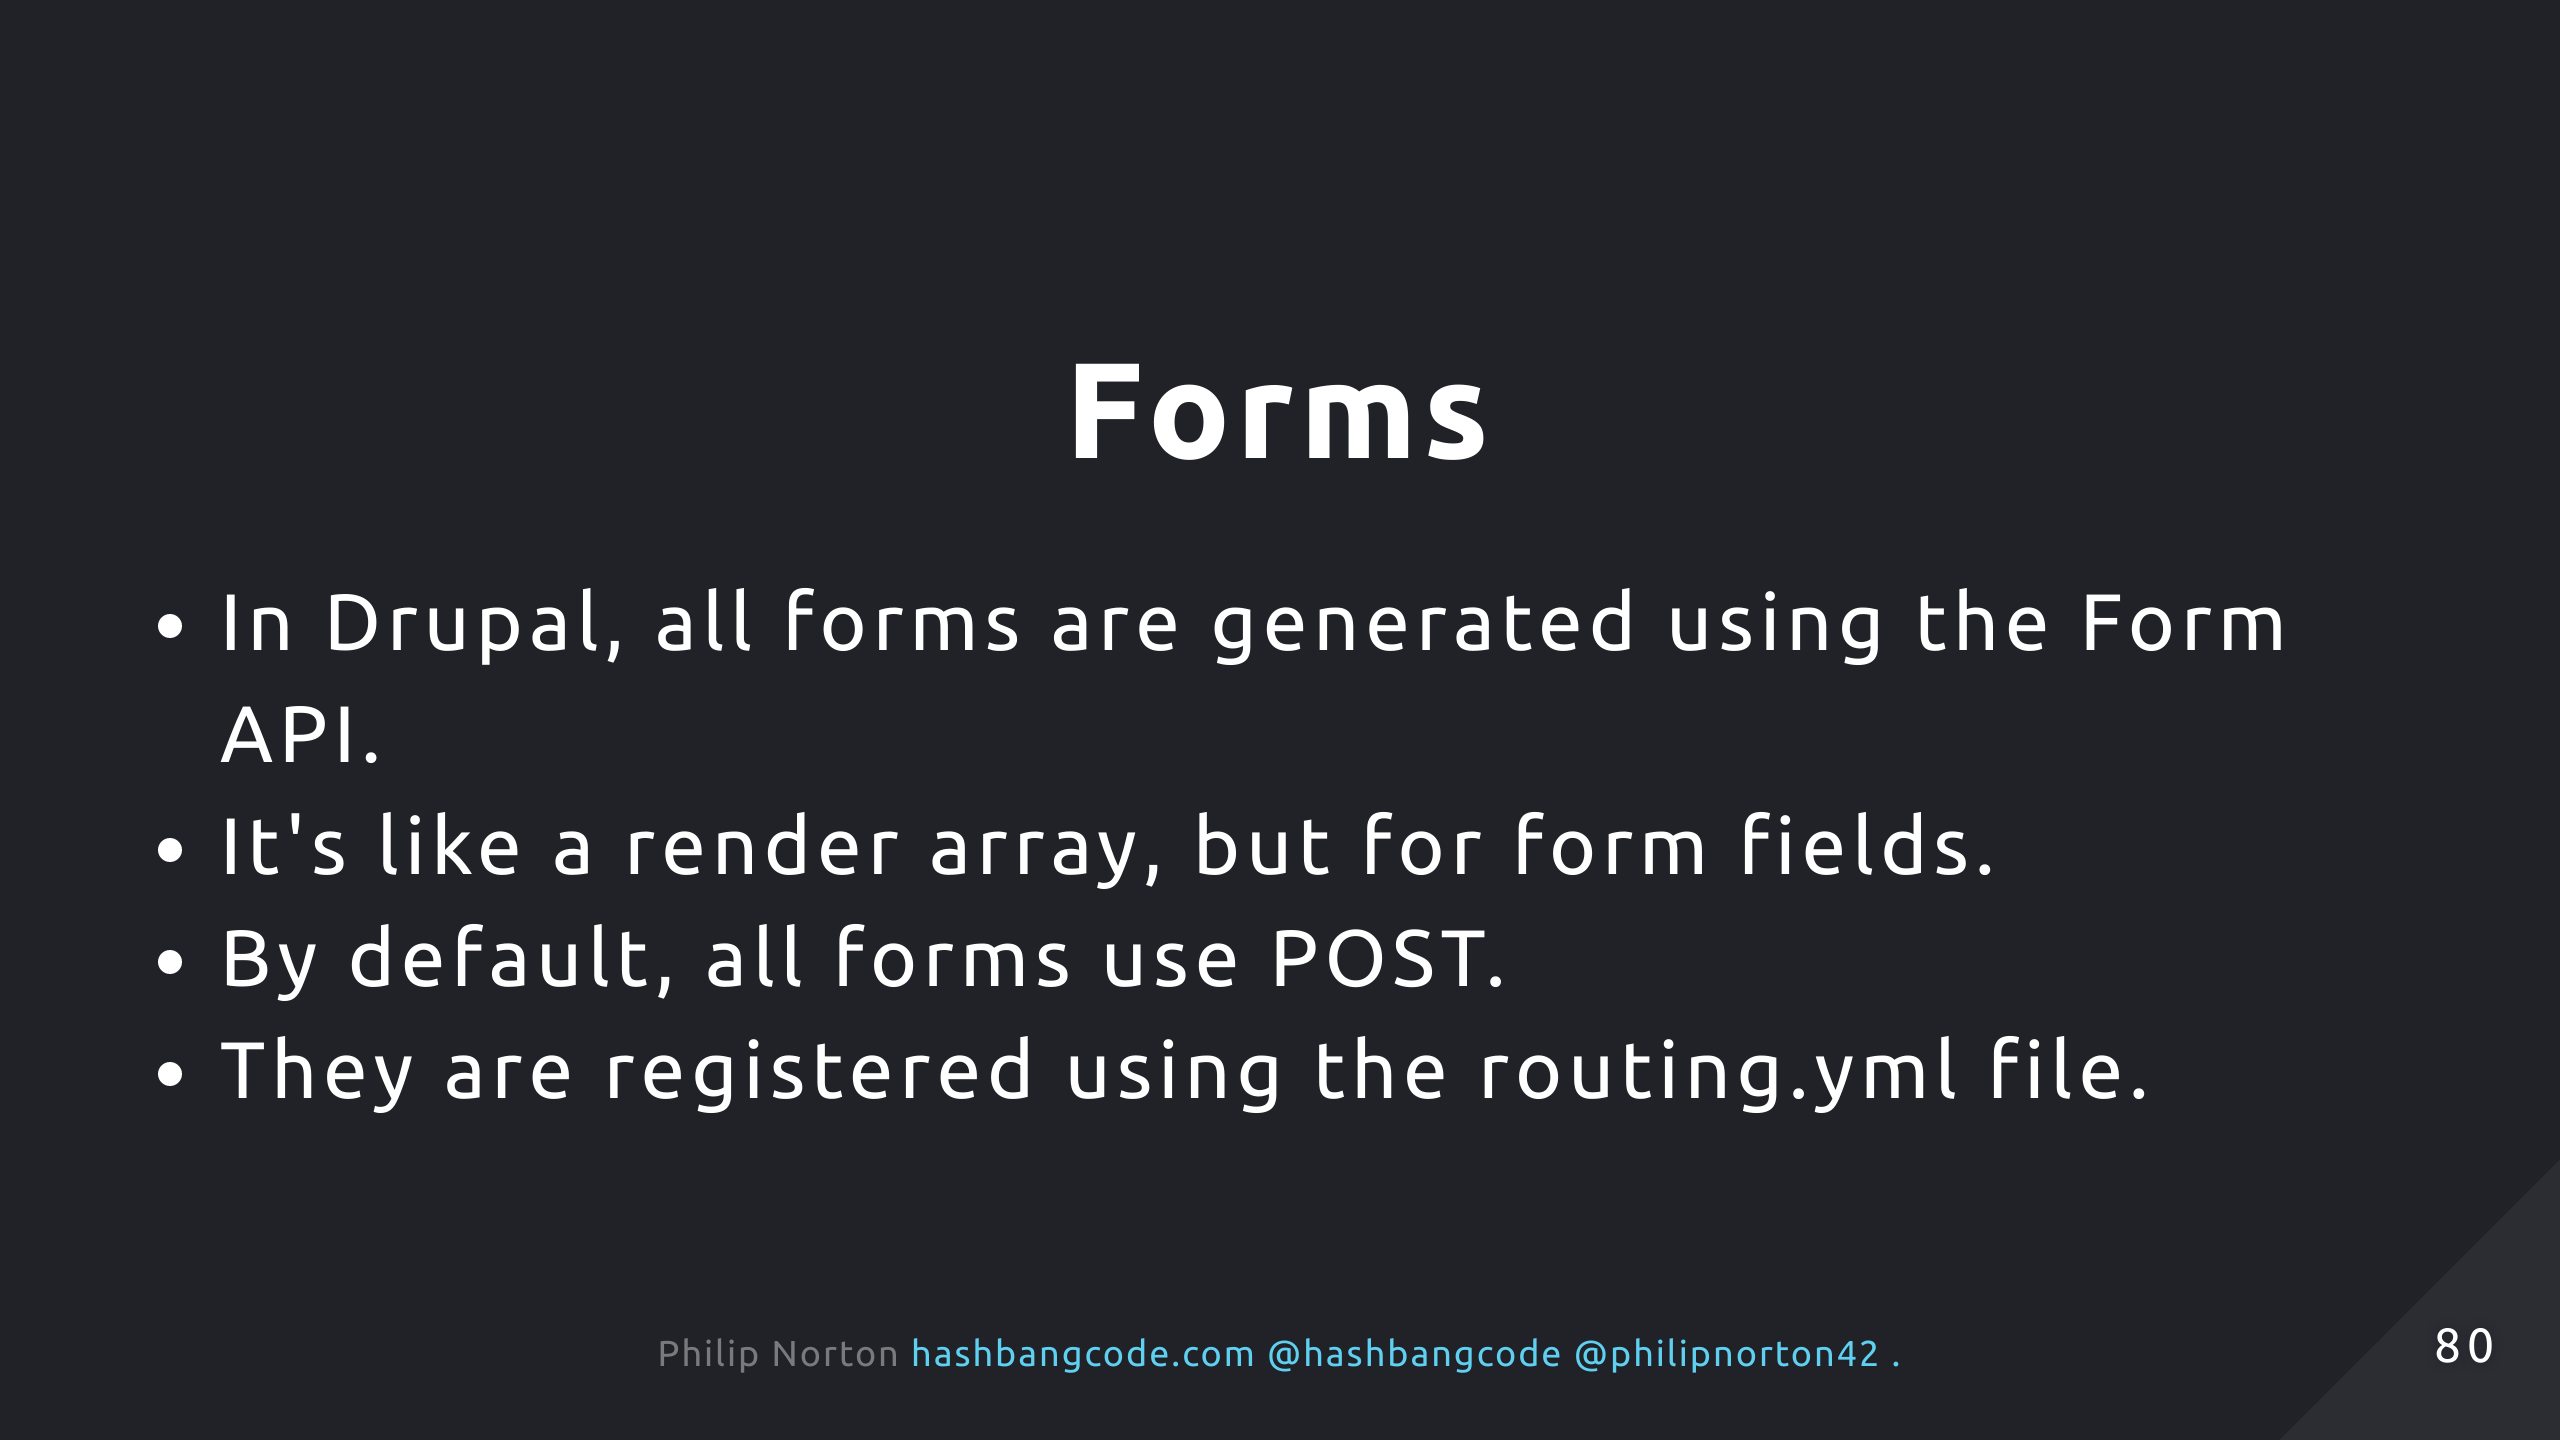 Forms
• In Drupal, all forms are generated using the Form
API.
• It's like a render array, but for form fields.
• By default, all forms use POST.
• They are registered using the routing.yml file.
Philip Norton hashbangcode.com @hashbangcode @philipnorton42 .
80